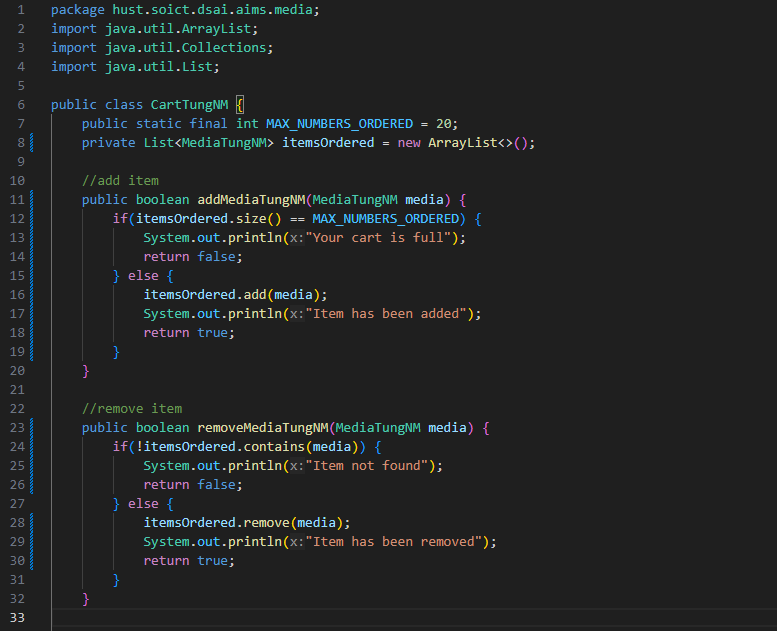 1 package hust.soict.dsai.aims.media;
2 import java.util.ArrayList;
3 import java.util.Collections;
4 import java.util.List;
5
6 public class CartTungNM {
7     public static final int MAX_NUMBERS_ORDERED = 20;
8     private List<MediaTungNM> itemsOrdered = new ArrayList<>();
9
10     //add item
11     public boolean addMediaTungNM(MediaTungNM media) {
12         if(itemsOrdered.size() == MAX_NUMBERS_ORDERED) {
13             System.out.println(x:"Your cart is full");
14             return false;
15         } else {
16             itemsOrdered.add(media);
17             System.out.println(x:"Item has been added");
18             return true;
19         }
20     }
21
22     //remove item
23     public boolean removeMediaTungNM(MediaTungNM media) {
24         if(!itemsOrdered.contains(media)) {
25             System.out.println(x:"Item not found");
26             return false;
27         } else {
28             itemsOrdered.remove(media);
29             System.out.println(x:"Item has been removed");
30             return true;
31         }
32     }
33